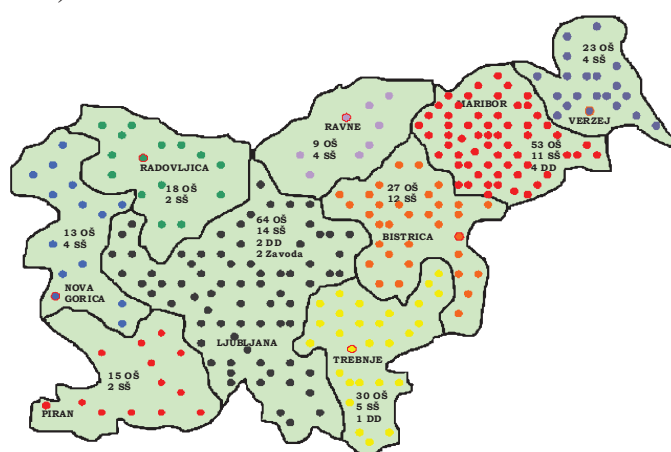 23 OŠ
4 SŠ
VERZEJ
MARIBOR
53 OŠ
11 SŠ
4 DD
RAVNE
9 OŠ
4 SŠ
RADOVLJICA
18 OŠ
2 SŠ
27 OŠ
12 SŠ
BISTRICA
64 OŠ
14 SŠ
2 DD
2 Zavoda
13 OŠ
4 SŠ
NOVA
GORICA
LJUBLJANA
TREBNJE
15 OŠ
2 SŠ
PIRAN
30 OŠ
5 SŠ
1 DD